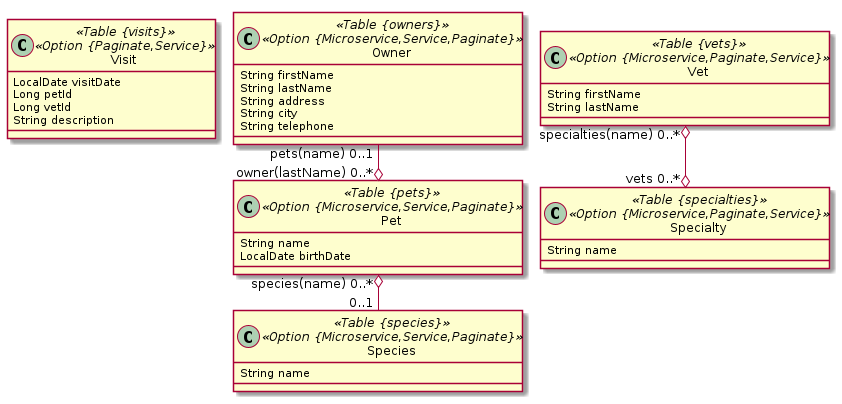 «Table {visits}»
C «Option {Paginate,Service}»
Visit
LocalDate visitDate
Long petId
Long vetId
String description
«Table {owners}»
C «Option {Microservice,Service,Paginate}»
Owner
String firstName
String lastName
String address
String city
String telephone
pets(name) 0..1
owner(lastName) 0..*
«Table {pets}»
C «Option {Microservice,Service,Paginate}»
Pet
String name
LocalDate birthDate
species(name) 0..*
0..1
«Table {species}»
C «Option {Microservice,Service,Paginate}»
Species
String name
«Table {vets}»
C «Option {Microservice,Paginate,Service}»
Vet
String firstName
String lastName
specialties(name) 0..*
vets 0..*
«Table {specialties}»
C «Option {Microservice,Paginate,Service}»
Specialty
String name